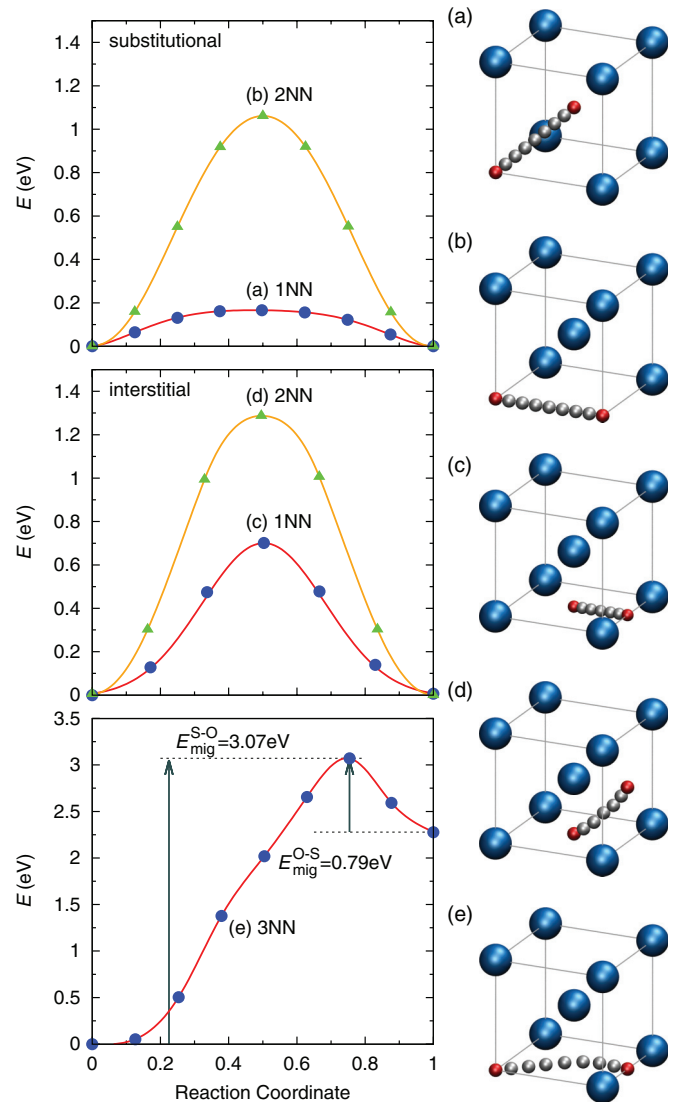 substitutional
1.4
1.2
1
0.8
0.6
0.4
0.2
0
E (eV)
(b) 2NN
(a) 1NN
interstitial
1.4
1.2
1
0.8
0.6
0.4
0.2
0
E (eV)
(d) 2NN
(c) 1NN
3.5
3
2.5
2
1.5
1
0.5
0
E (eV)
E_mig^S-O=3.07eV
E_mig^O-S=0.79eV
(e) 3NN
0 0.2 0.4 0.6 0.8 1
Reaction Coordinate
(a)
(b)
(c)
(d)
(e)